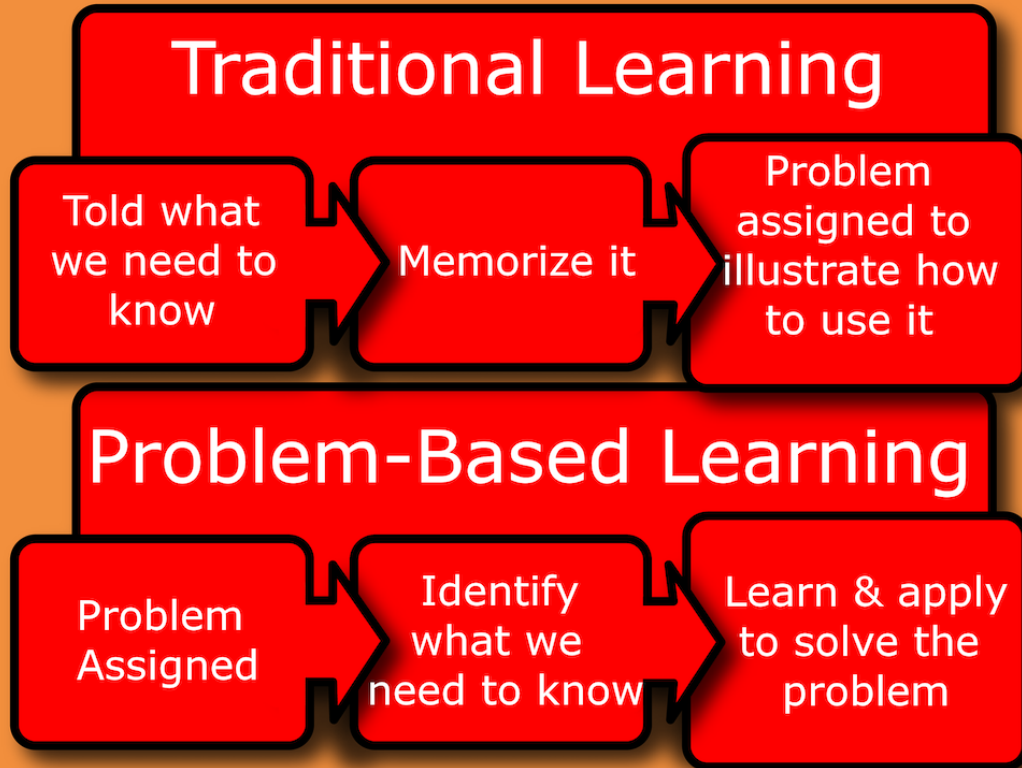 Traditional Learning
Told what
we need to
know
Memorize it
Problem
assigned to
illustrate how
to use it
Problem-Based Learning
Problem
Assigned
Identify
what we
need to know
Learn & apply
to solve the
problem